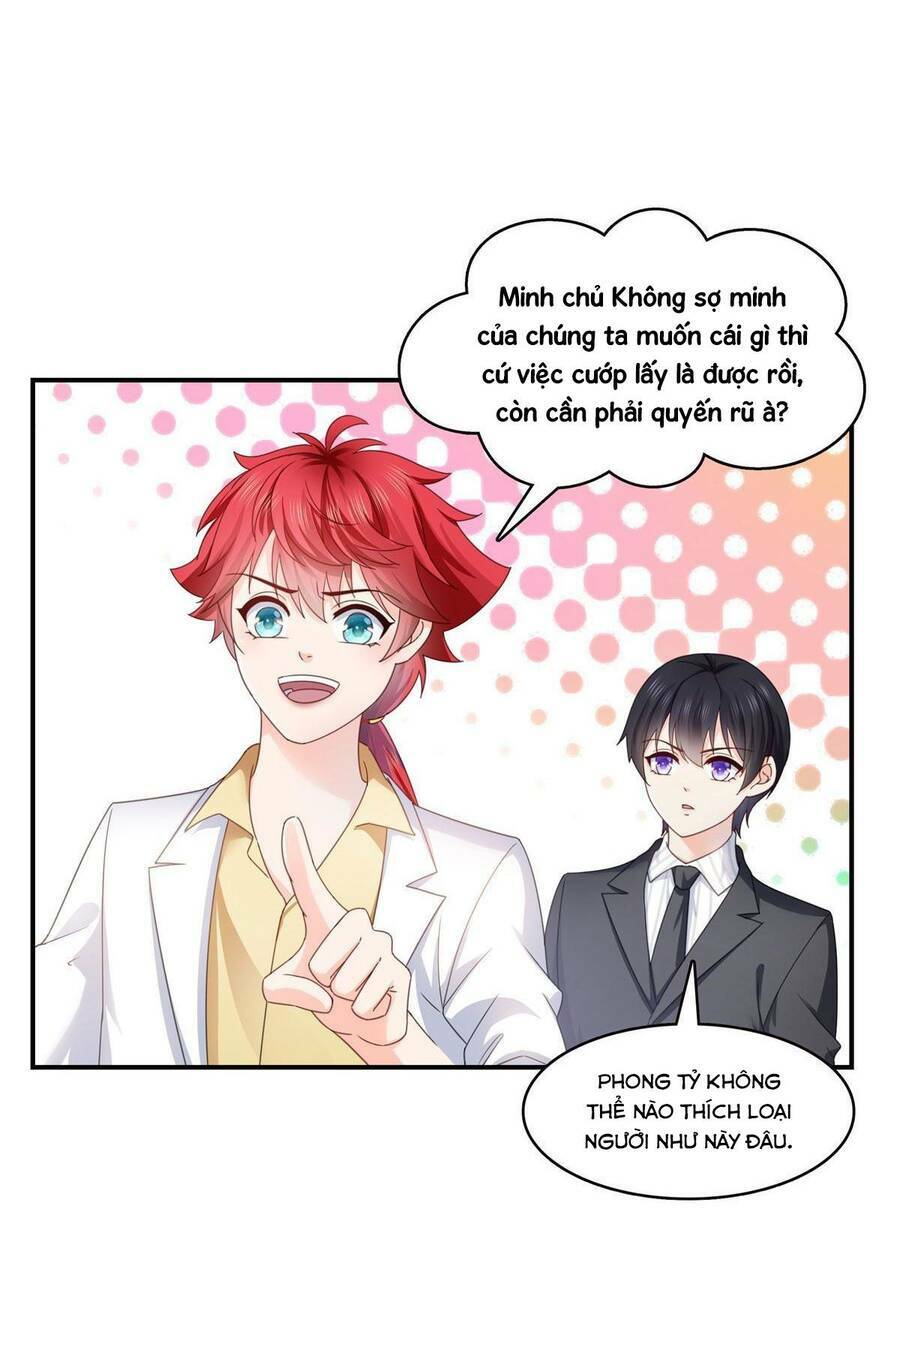 Minh chủ Không sợ minh
của chúng ta muốn cái gì thì
cứ việc cướp lấy là được rồi,
còn cần phải quyến rũ à?
PHONG TỶ KHÔNG
THỂ NÀO THÍCH LOẠI
NGƯỜI NHƯ NÀY ĐÂU.